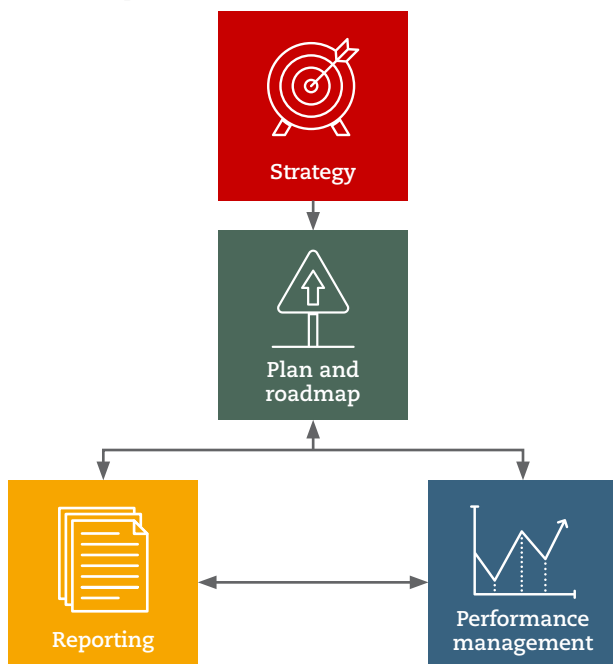 Strategy
Plan and
roadmap
Reporting
Performance
management